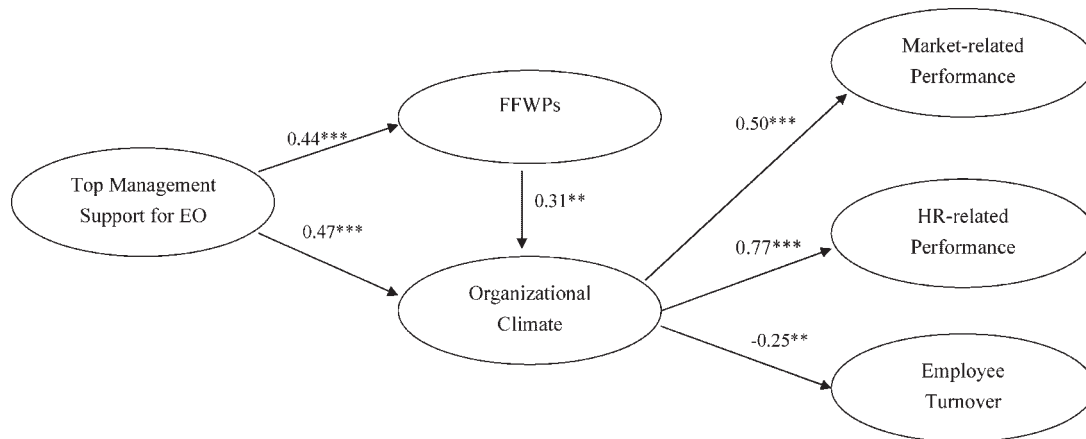 Market-related
Performance
FFWPs
0.44***
0.50***
Top Management
Support for EO
0.31**
HR-related
Performance
0.47***
0.77***
Organizational
Climate
-0.25**
Employee
Turnover